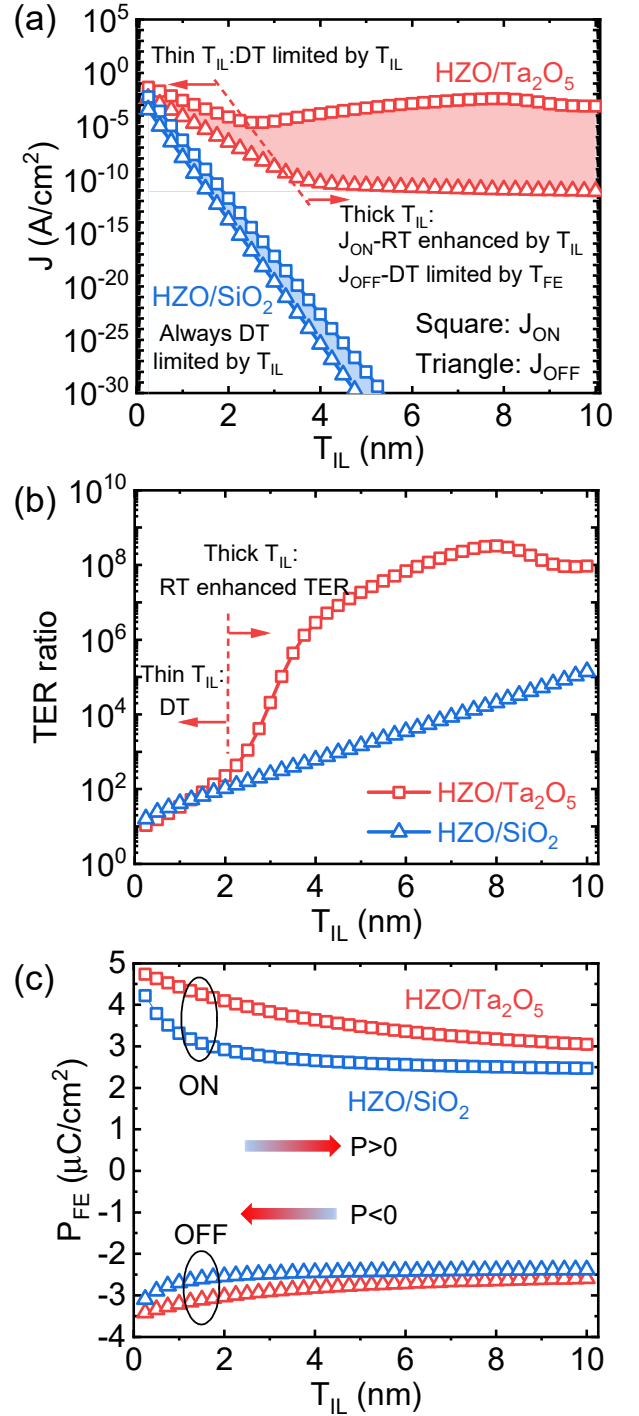 (a)
10^5
10^0
10^-5
10^-10
10^-15
10^-20
10^-25
10^-30
J (A/cm^2)
Thin T_IL:DT limited by T_IL
HZO/Ta_2O_5
Thick T_IL:
J_ON-RT enhanced by T_IL
J_OFF-DT limited by T_FE
HZO/SiO_2
Always DT
limited by T_IL
Square: J_ON
Triangle: J_OFF
0 2 4 6 8 10
T_IL (nm)
(b)
10^10
10^8
10^6
10^4
10^2
10^0
TER ratio
Thick T_IL:
RT enhanced TER
Thin T_IL:
DT
HZO/Ta_2O_5
HZO/SiO_2
0 2 4 6 8 10
T_IL (nm)
(c)
5
4
3
2
1
0
-1
-2
-3
-4
P_FE (μC/cm^2)
HZO/Ta_2O_5
ON
HZO/SiO_2
P>0
P<0
OFF
0 2 4 6 8 10
T_IL (nm)